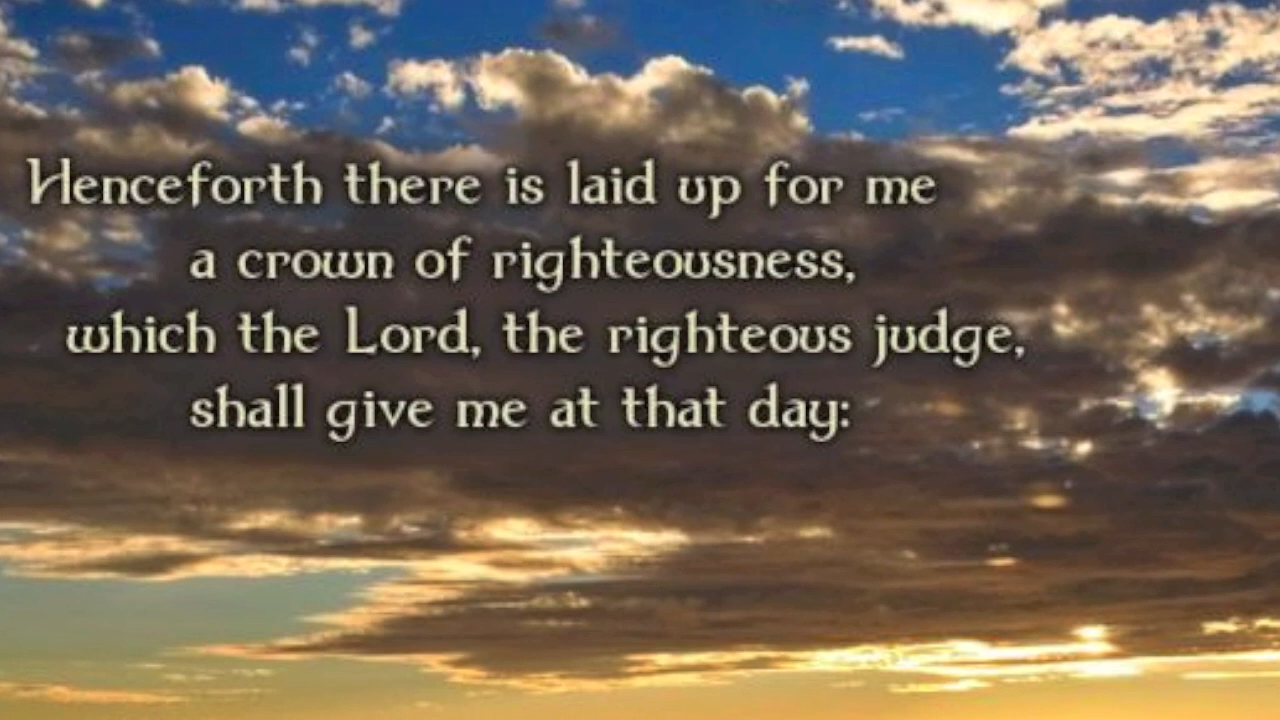 Henceforth there is laid up for me
a crown of righteousness,
which the Lord, the righteous judge,
shall give me at that day: